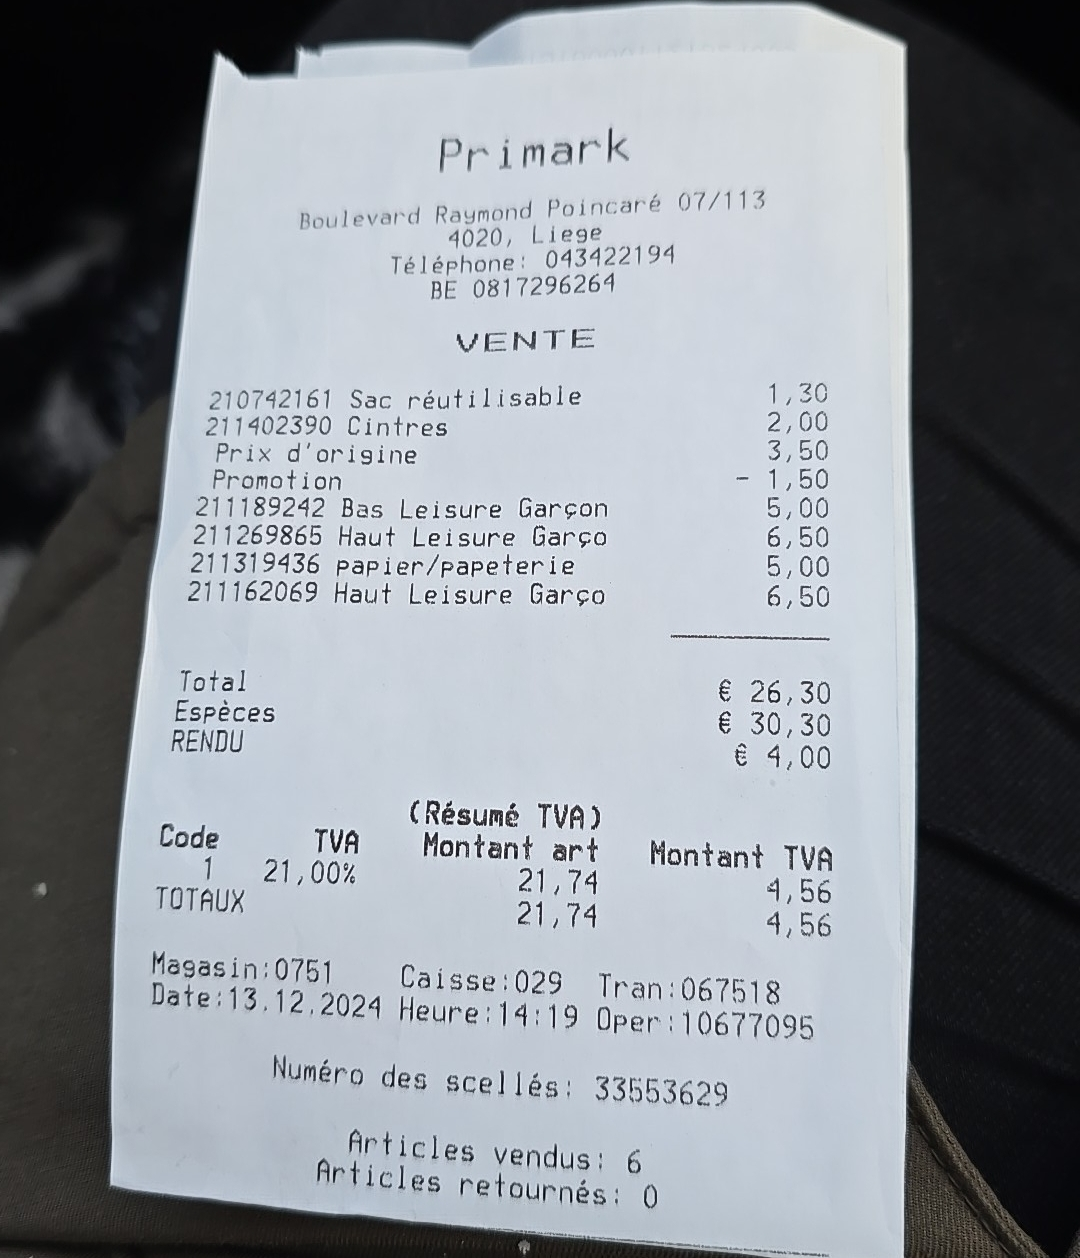 Primark
Boulevard Raymond Poincaré 07/113
4020, Liege
Téléphone: 043422194
BE 0817296264
VENTE
210742161 Sac réutilisable 1,30
211402390 Cintres 2,00
Prix d'origine 3,50
Promotion - 1,50
211189242 Bas Leisure Garçon 5,00
211269865 Haut Leisure Garço 6,50
211319436 papier/papeterie 5,00
211162069 Haut Leisure Garço 6,50
Total € 26,30
Espèces € 30,30
RENDU € 4,00
(Résumé TVA)
Code TVA Montant art Montant TVA
1 21,00% 21,74 4,56
TOTAUX 21,74 4,56
Magasin:0751 Caisse:029 Tran:067518
Date:13.12.2024 Heure:14:19 Oper:10677095
Numéro des scellés: 33553629
Articles vendus: 6
Articles retournés: 0